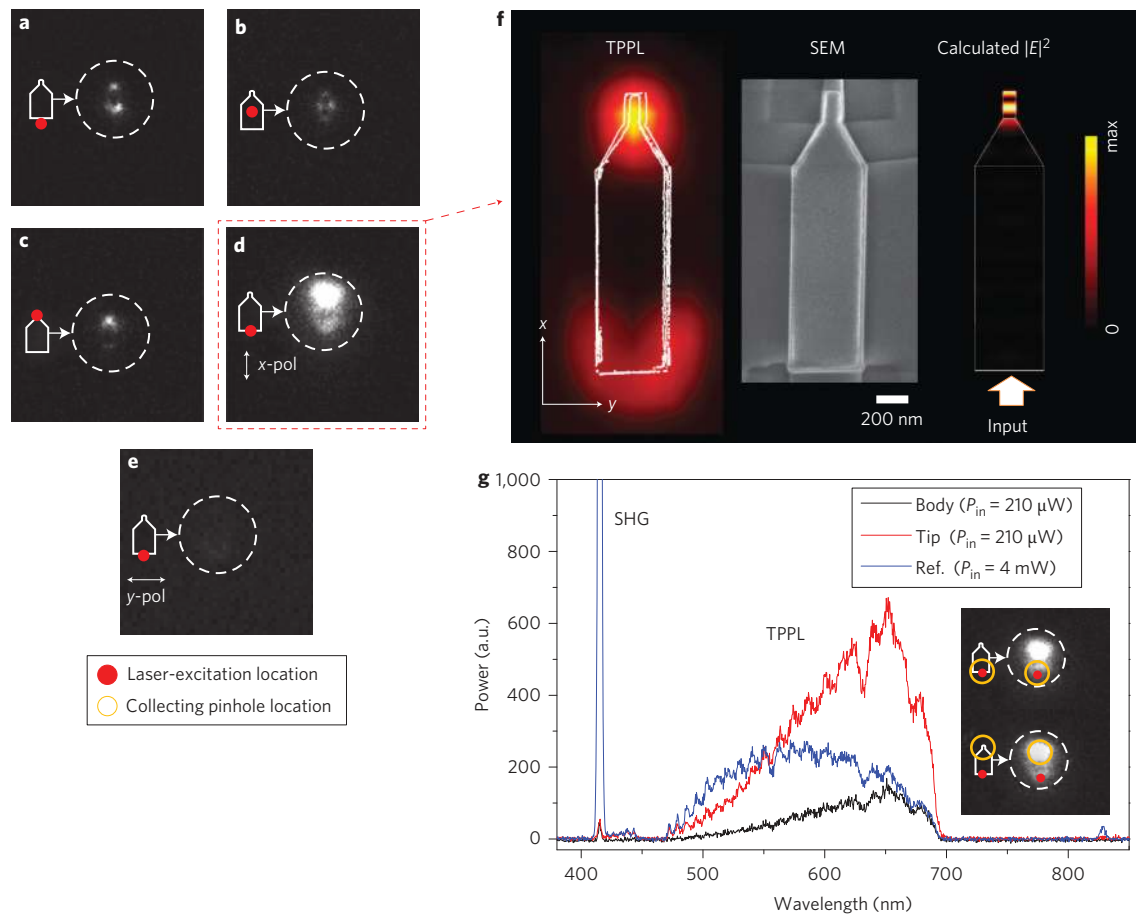 a
b
c
d
x-pol
e
y-pol
Laser-excitation location
Collecting pinhole location
f
TPPL
SEM
Calculated |E|²
x
y
200 nm
Input
max
0
g
1,000
800
600
400
200
0
Power (a.u.)
SHG
TPPL
Body (Pin = 210 μW)
Tip (Pin = 210 μW)
Ref. (Pin = 4 mW)
400
500
600
700
800
Wavelength (nm)